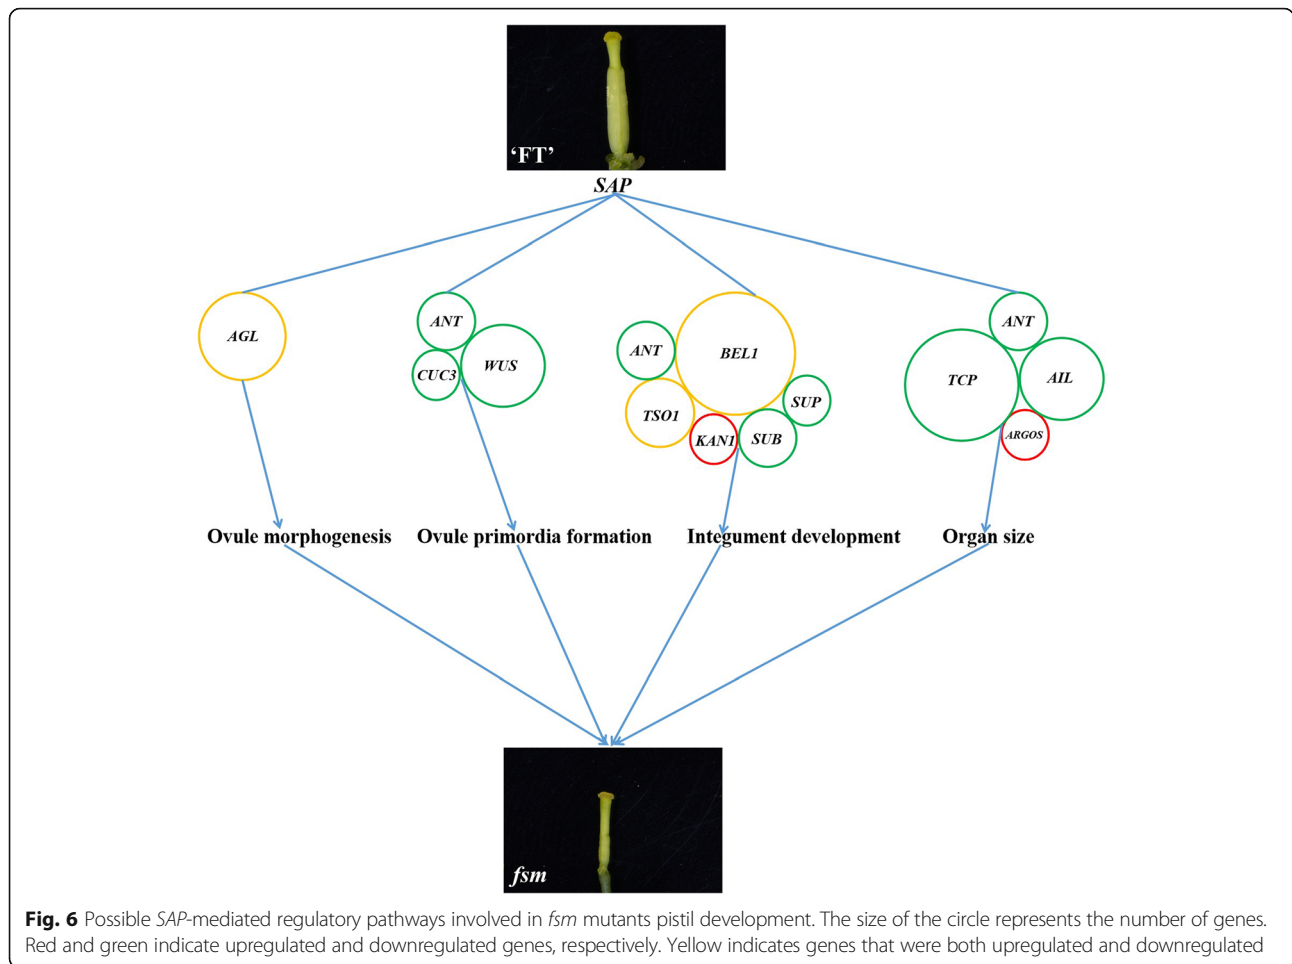 ‘FT’
SAP
AGL
ANT
CUC3
WUS
ANT
BEL1
TSO1
KAN1
SUB
SUP
ANT
TCP
AIL
ARGOS
Ovule morphogenesis
Ovule primordia formation
Integument development
Organ size
fsm
Fig. 6 Possible SAP-mediated regulatory pathways involved in fsm mutants pistil development. The size of the circle represents the number of genes.
Red and green indicate upregulated and downregulated genes, respectively. Yellow indicates genes that were both upregulated and downregulated